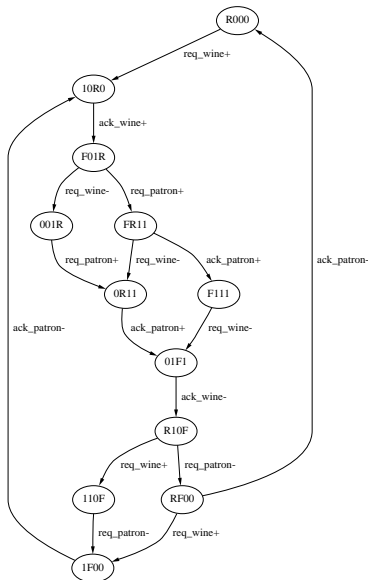 R000
req_wine+
10R0
ack_wine+
F01R
req_wine- req_patron+
001R FR11
req_patron+ req_wine- ack_patron+ ack_patron-
0R11 F111
ack_patron- ack_patron+ req_wine-
01F1
ack_wine-
R10F
req_wine+ req_patron-
110F RF00
req_patron- req_wine+
1F00